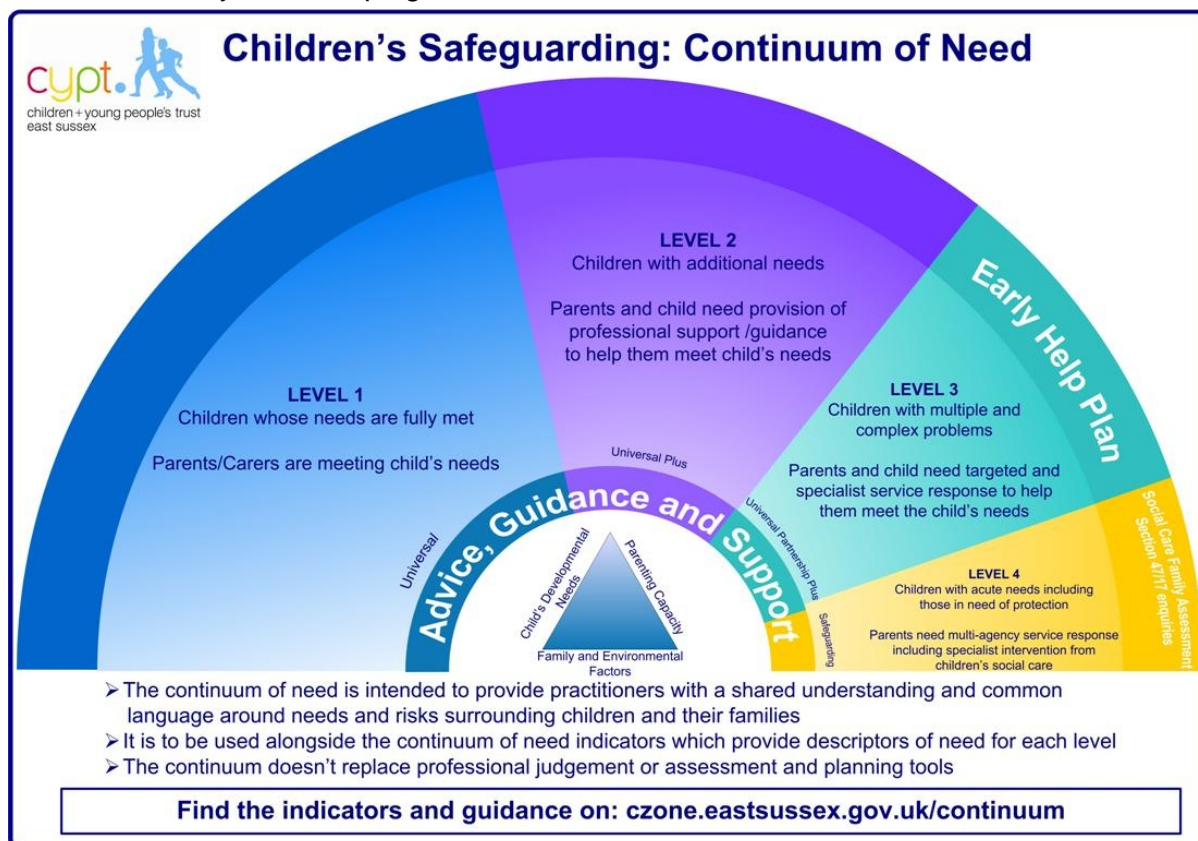 Children's Safeguarding: Continuum of Need
cypt.
children + young people's trust
east sussex
LEVEL 1
Children whose needs are fully met
Parents/Carers are meeting child's needs
LEVEL 2
Children with additional needs
Parents and child need provision of
professional support /guidance
to help them meet child's needs
Early Help Plan
LEVEL 3
Children with multiple and
complex problems
Parents and child need targeted and
specialist service response to help
them meet the child's needs
Social Care Family Assessment
Section 47/17 enquiries
LEVEL 4
Children with acute needs including
those in need of protection
Parents need multi-agency service response
including specialist intervention from
children's social care
Universal
Universal Plus
Universal Partnership Plus
Safeguarding
Advice, Guidance and Support
Child's Developmental
Needs
Parenting Capacity
Family and Environmental
Factors
➢ The continuum of need is intended to provide practitioners with a shared understanding and common
language around needs and risks surrounding children and their families
➢ It is to be used alongside the continuum of need indicators which provide descriptors of need for each level
➢ The continuum doesn't replace professional judgement or assessment and planning tools
Find the indicators and guidance on: czone.eastsussex.gov.uk/continuum